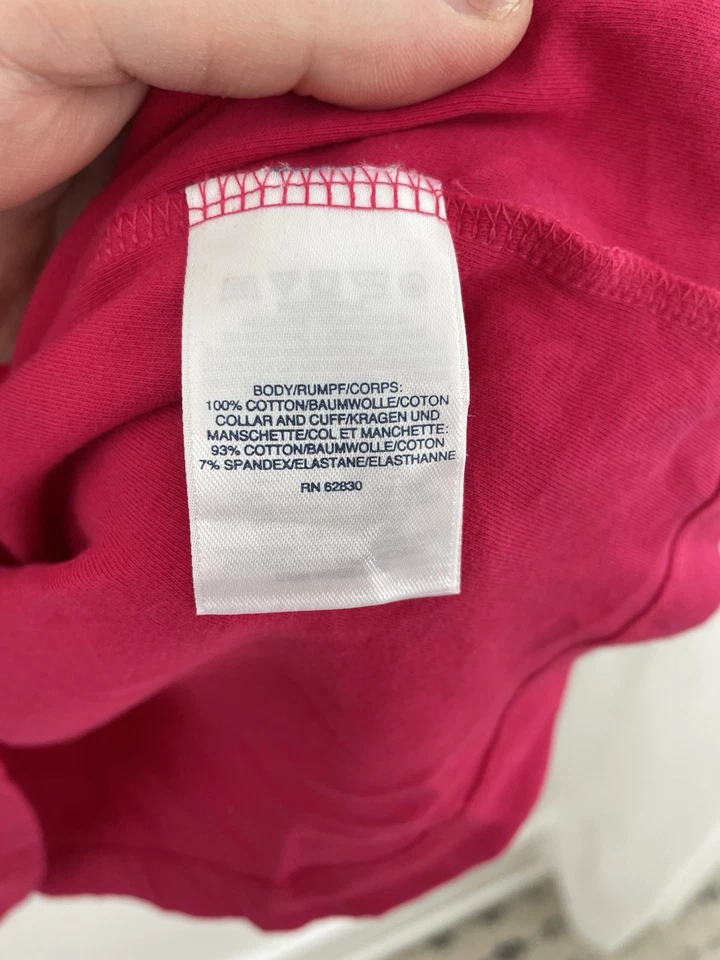 BODY/RUMPF/CORPS:
100% COTTON/BAUMWOLLE/COTON
COLLAR AND CUFF/KRAGEN UND
MANSCHETTE/COL ET MANCHETTE:
93% COTTON/BAUMWOLLE/COTON
7% SPANDEX/ELASTANE/ELASTHANNE
RN 62830